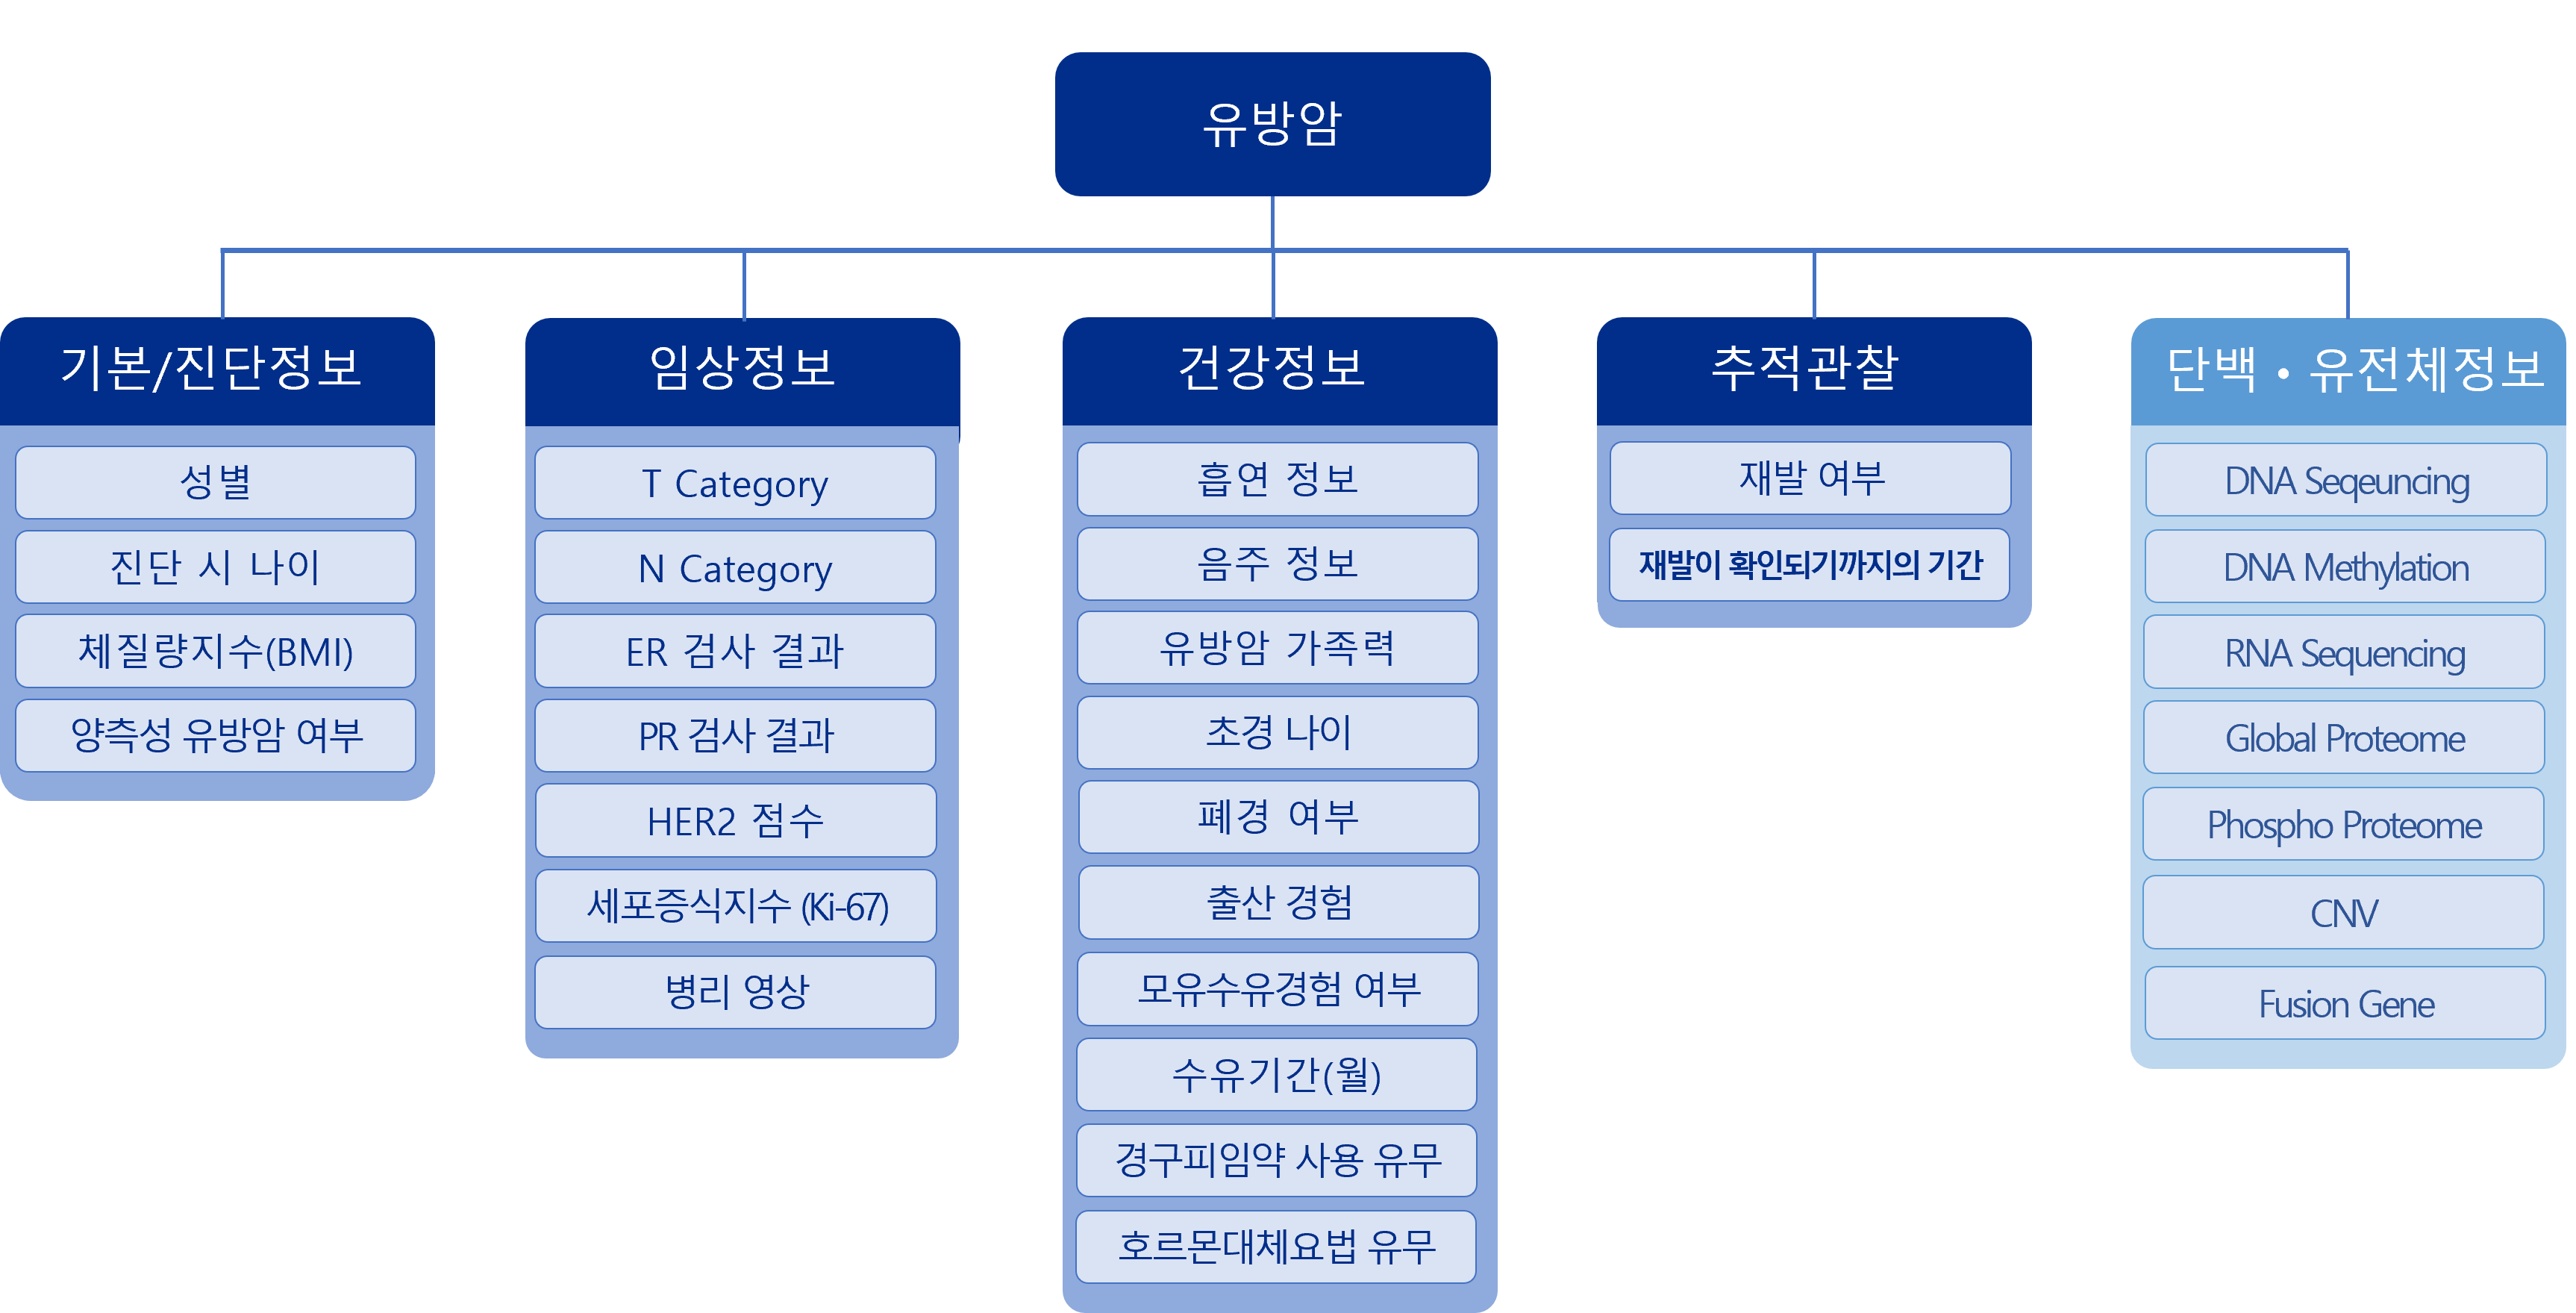 유방암
기본/진단정보
성별
진단 시 나이
체질량지수(BMI)
양측성 유방암 여부
임상정보
T Category
N Category
ER 검사 결과
PR 검사 결과
HER2 점수
세포증식지수 (Ki-67)
병리 영상
건강정보
흡연 정보
음주 정보
유방암 가족력
초경 나이
폐경 여부
출산 경험
모유수유경험 여부
수유기간(월)
경구피임약 사용 유무
호르몬대체요법 유무
추적관찰
재발 여부
재발이 확인되기까지의 기간
단백・유전체정보
DNA Seqeuncing
DNA Methylation
RNA Sequencing
Global Proteome
Phospho Proteome
CNV
Fusion Gene